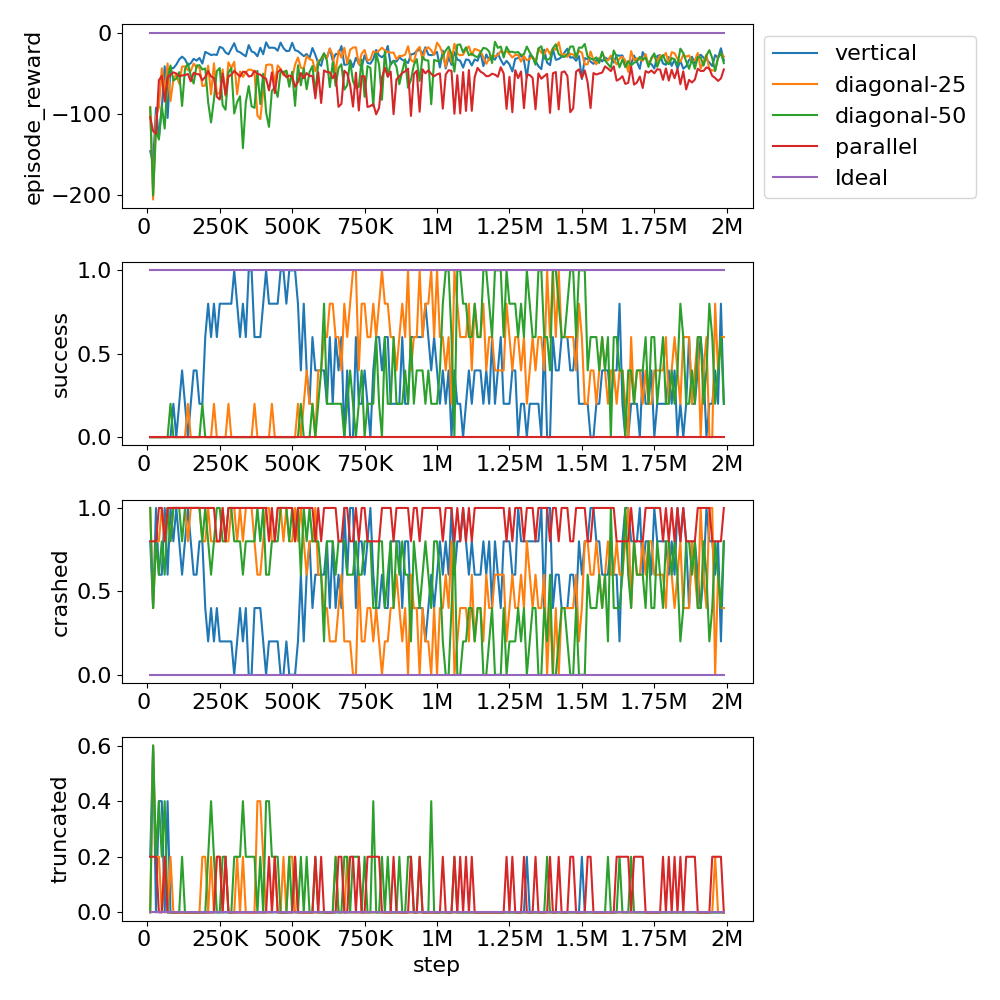 episode_reward
0
−100
−200
0 250K 500K 750K 1M 1.25M 1.5M 1.75M 2M
vertical
diagonal-25
diagonal-50
parallel
Ideal
success
1.0
0.5
0.0
0 250K 500K 750K 1M 1.25M 1.5M 1.75M 2M
crashed
1.0
0.5
0.0
0 250K 500K 750K 1M 1.25M 1.5M 1.75M 2M
truncated
0.6
0.4
0.2
0.0
0 250K 500K 750K 1M 1.25M 1.5M 1.75M 2M
step